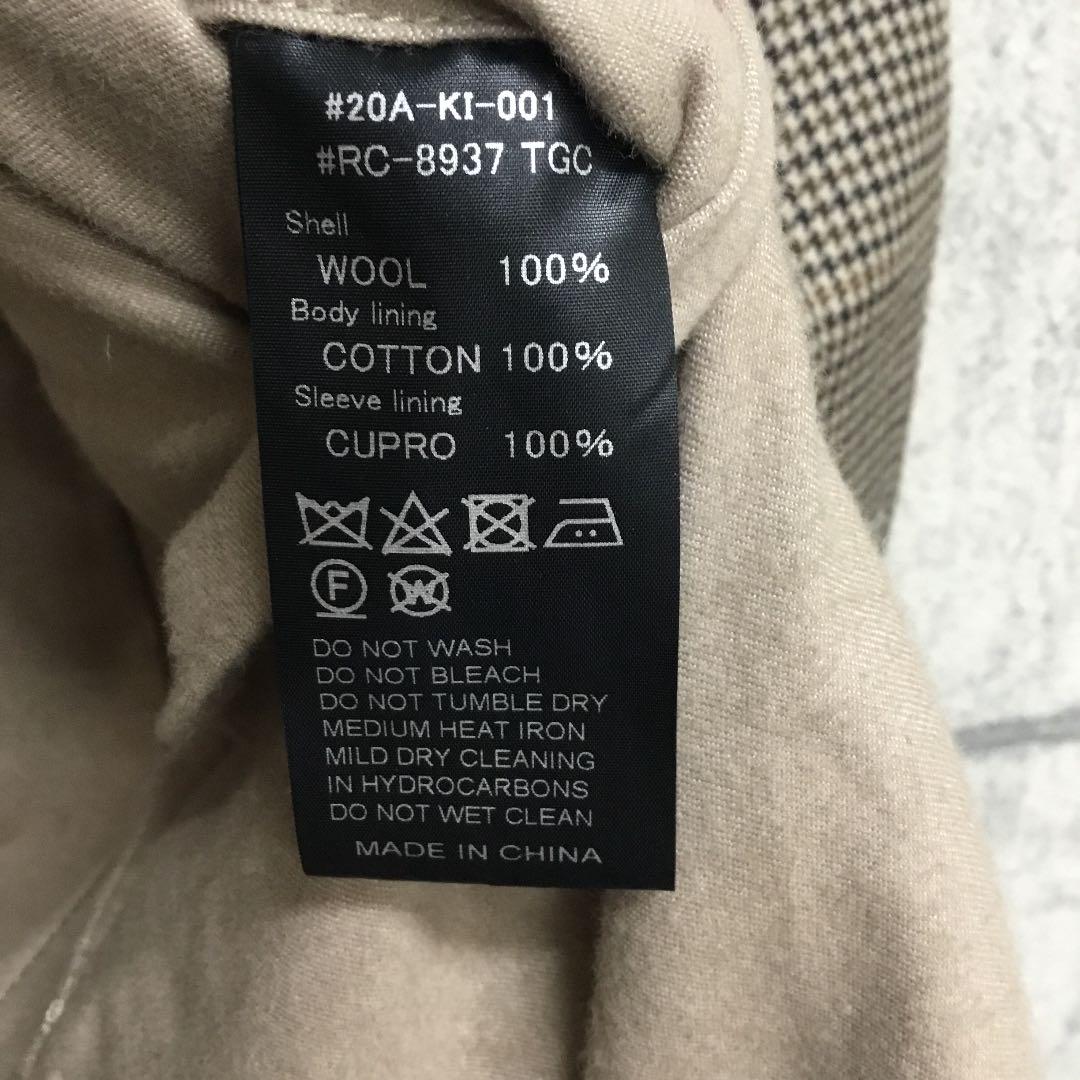 #20A-KI-001
#RC-8937 TGC
Shell
WOOL 100%
Body lining
COTTON 100%
Sleeve lining
CUPRO 100%
F W
DO NOT WASH
DO NOT BLEACH
DO NOT TUMBLE DRY
MEDIUM HEAT IRON
MILD DRY CLEANING
IN HYDROCARBONS
DO NOT WET CLEAN
MADE IN CHINA